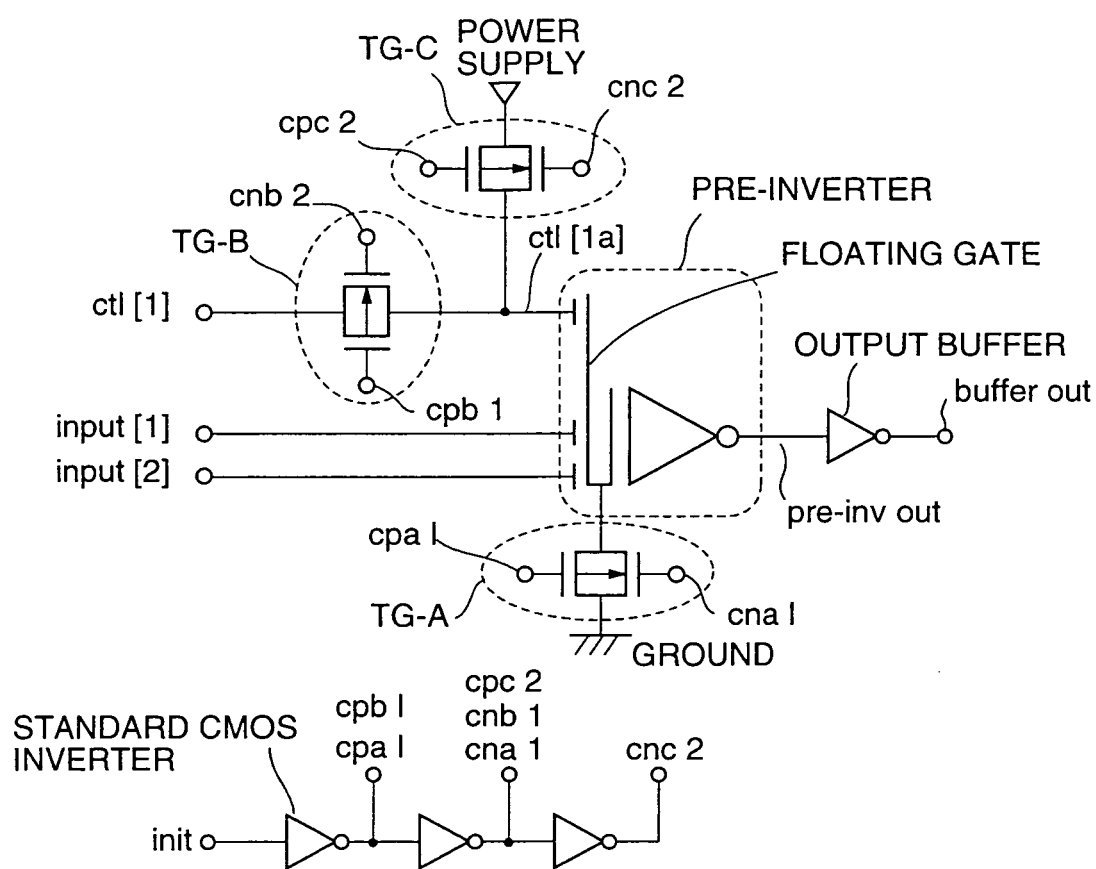 TG-C
POWER
SUPPLY
cnc 2
cpc 2
PRE-INVERTER
cnb 2
TG-B
ctl [1a]
FLOATING GATE
ctl [1]
OUTPUT BUFFER
buffer out
cpb 1
input [1]
input [2]
pre-inv out
cpa l
TG-A
cna l
GROUND
cpc 2
cpb l
cnb 1
STANDARD CMOS
INVERTER
cpa l
cna 1
cnc 2
init